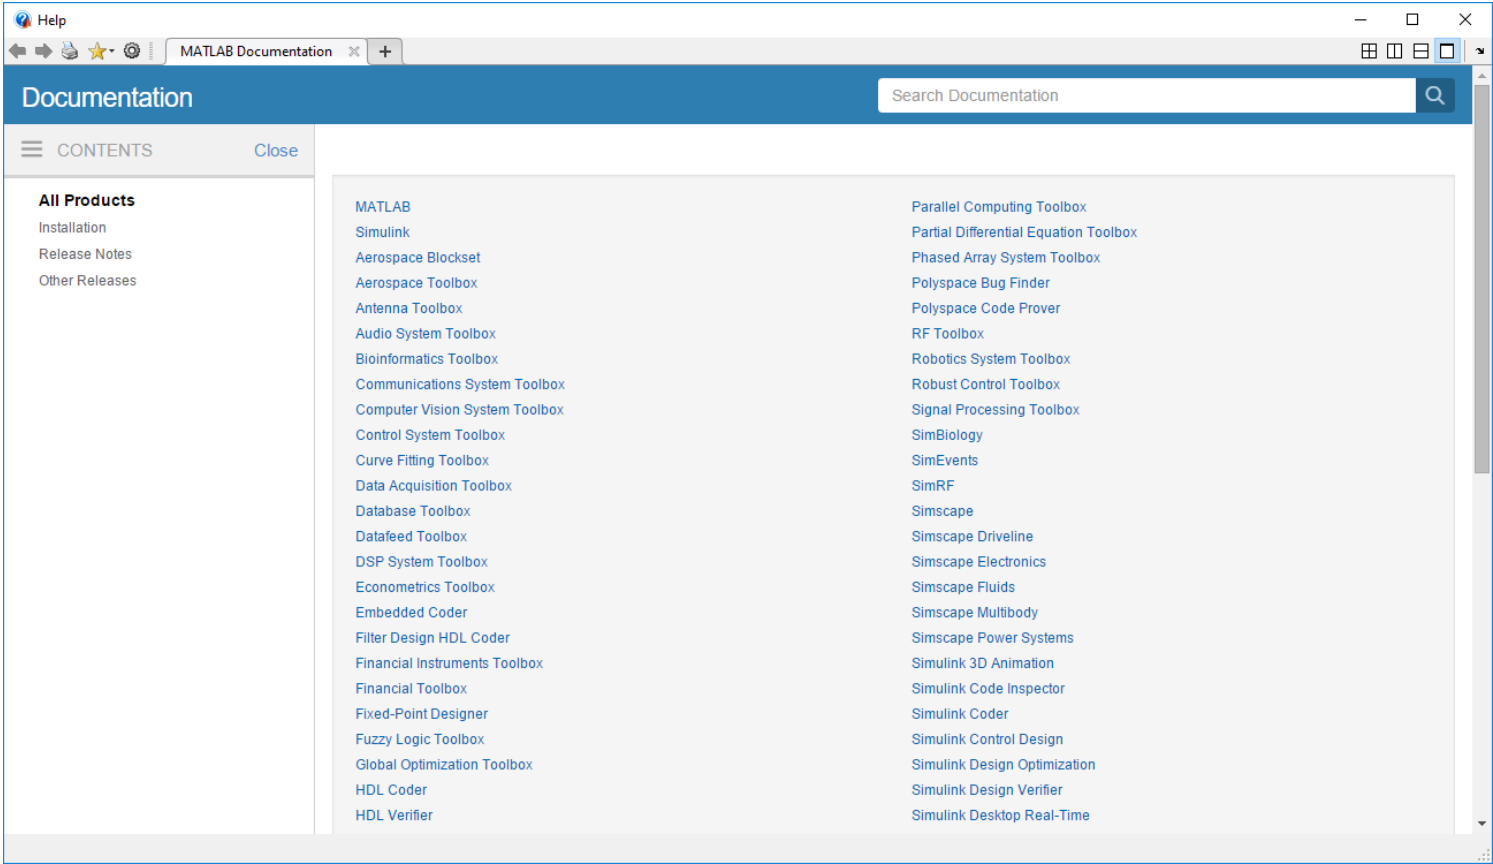 Help
MATLAB Documentation
Documentation
Search Documentation
CONTENTS Close
All Products
Installation
Release Notes
Other Releases
MATLAB
Simulink
Aerospace Blockset
Aerospace Toolbox
Antenna Toolbox
Audio System Toolbox
Bioinformatics Toolbox
Communications System Toolbox
Computer Vision System Toolbox
Control System Toolbox
Curve Fitting Toolbox
Data Acquisition Toolbox
Database Toolbox
Datafeed Toolbox
DSP System Toolbox
Econometrics Toolbox
Embedded Coder
Filter Design HDL Coder
Financial Instruments Toolbox
Financial Toolbox
Fixed-Point Designer
Fuzzy Logic Toolbox
Global Optimization Toolbox
HDL Coder
HDL Verifier
Parallel Computing Toolbox
Partial Differential Equation Toolbox
Phased Array System Toolbox
Polyspace Bug Finder
Polyspace Code Prover
RF Toolbox
Robotics System Toolbox
Robust Control Toolbox
Signal Processing Toolbox
SimBiology
SimEvents
SimRF
Simscape
Simscape Driveline
Simscape Electronics
Simscape Fluids
Simscape Multibody
Simscape Power Systems
Simulink 3D Animation
Simulink Code Inspector
Simulink Coder
Simulink Control Design
Simulink Design Optimization
Simulink Design Verifier
Simulink Desktop Real-Time